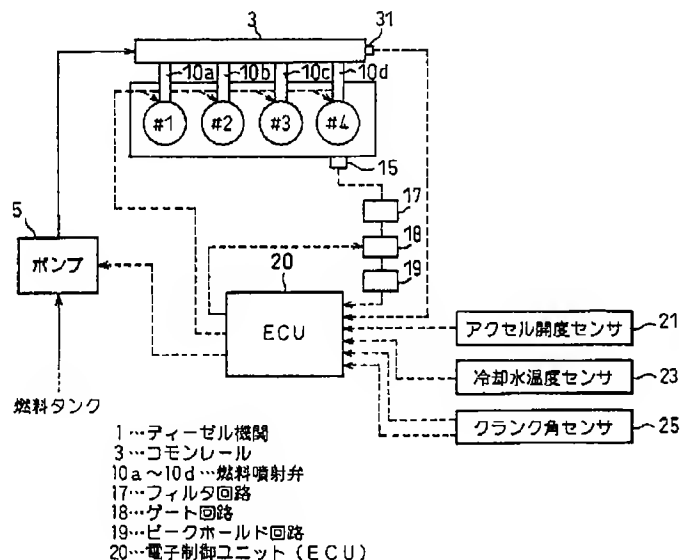 3
31
10a 10b 10c 10d
#1 #2 #3 #4
15
17
5
18
ポンプ
20
19
ECU
アクセル開度センサ
21
冷却水温度センサ
23
燃料タンク
クランク角センサ
25
1…ディーゼル機関
3…コモンレール
10a~10d…燃料噴射弁
17…フィルタ回路
18…ゲート回路
19…ピークホールド回路
20…電子制御ユニット(ECU)